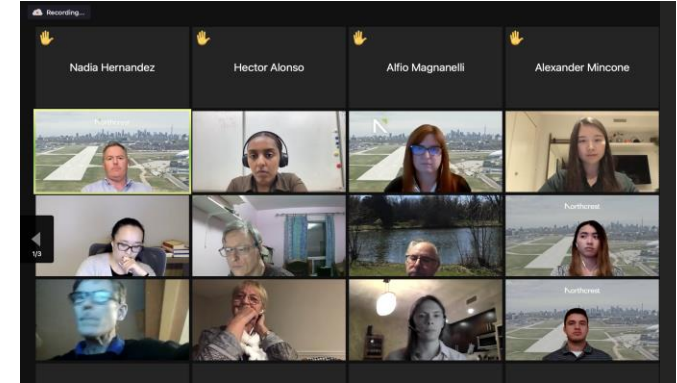 Recording...
Nadia Hernandez
Hector Alonso
Alfio Magnanelli
Alexander Mincone
Northcrest
Northcrest
Northcrest
1/3